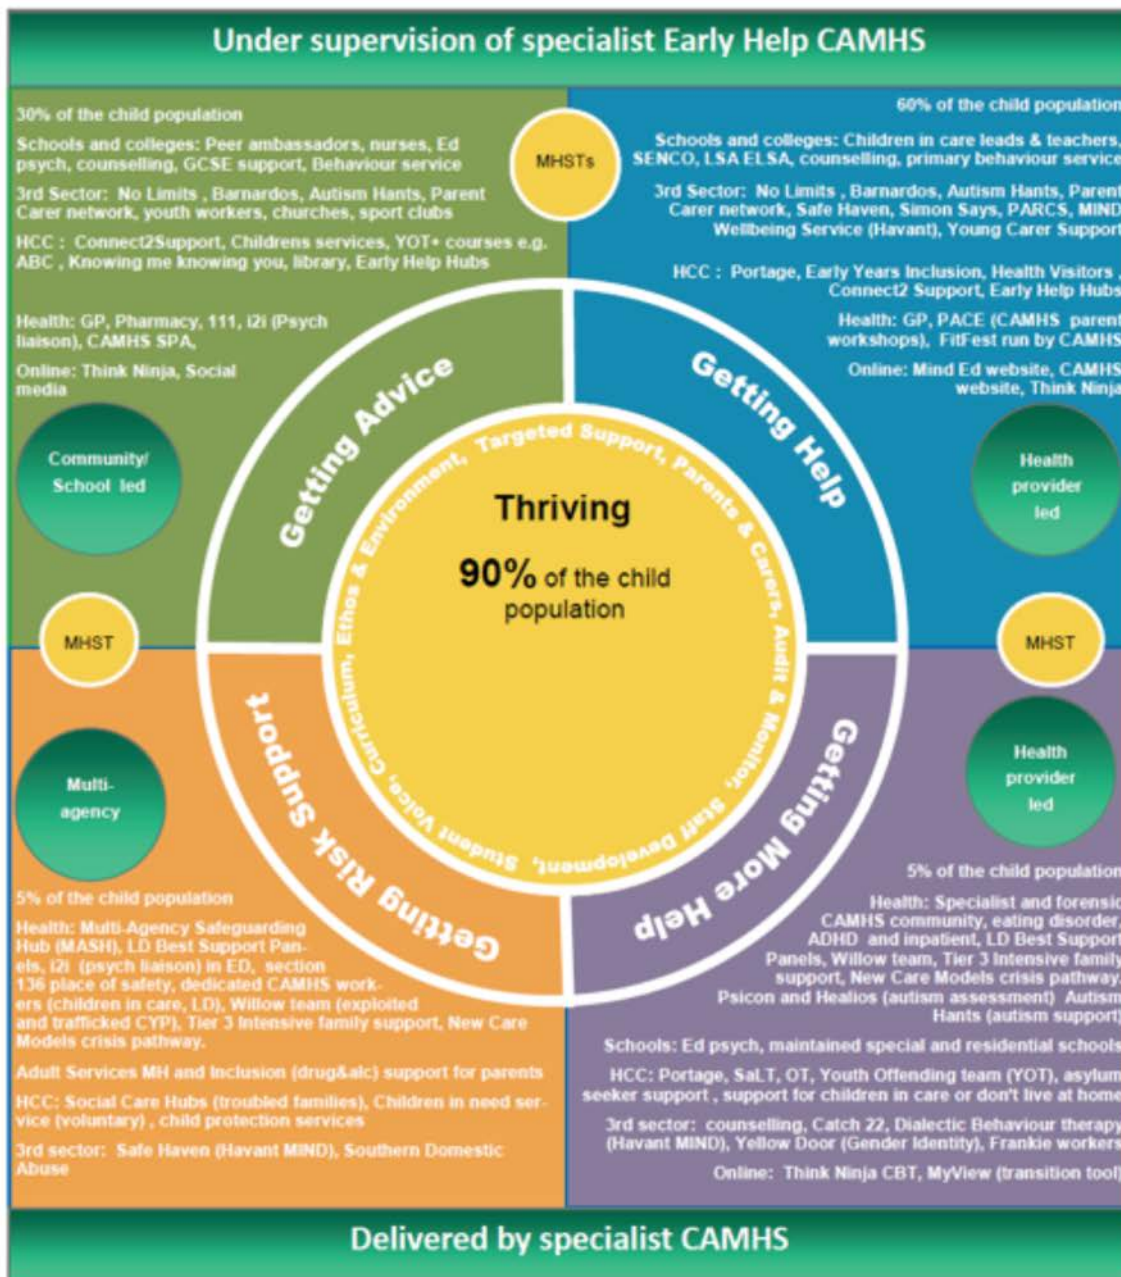 Under supervision of specialist Early Help CAMHS
30% of the child population
Schools and colleges: Peer ambassadors, nurses, Ed
psych, counselling, GCSE support, Behaviour service
3rd Sector: No Limits , Barnardos, Autism Hants, Parent
Carer network, youth workers, churches, sport clubs
HCC : Connect2Support, Childrens services, YOT+ courses e.g.
ABC , Knowing me knowing you, library, Early Help Hubs
Health: GP, Pharmacy, 111, i2i (Psych
liaison), CAMHS SPA,
Online: Think Ninja, Social
media
MHSTs
60% of the child population
Schools and colleges: Children in care leads & teachers,
SENCO, LSA ELSA, counselling, primary behaviour service
3rd Sector: No Limits , Barnardos, Autism Hants, Parent
Carer network, Safe Haven, Simon Says, PARCS, MIND
Wellbeing Service (Havant), Young Carer Support
HCC : Portage, Early Years Inclusion, Health Visitors ,
Connect2 Support, Early Help Hubs
Health: GP, PACE (CAMHS parent
workshops), FitFest run by CAMHS
Online: Mind Ed website, CAMHS
website, Think Ninja
Community/
School led
Getting Advice
Getting Help
Health
provider
led
Ethos & Environment, Targeted Support, Parents & Carers, Audit & Monitor, Staff Development, Student Voice, Curriculum,
Thriving
90% of the child
population
MHST
MHST
Multi-
agency
Getting Risk Support
Getting More Help
Health
provider
led
5% of the child population
Health: Multi-Agency Safeguarding
Hub (MASH), LD Best Support Pan-
els, i2i (psych liaison) in ED, section
136 place of safety, dedicated CAMHS work-
ers (children in care, LD), Willow team (exploited
and trafficked CYP), Tier 3 Intensive family support, New Care
Models crisis pathway.
Adult Services MH and Inclusion (drug&alc) support for parents
HCC: Social Care Hubs (troubled families), Children in need ser-
vice (voluntary) , child protection services
3rd sector: Safe Haven (Havant MIND), Southern Domestic
Abuse
5% of the child population
Health: Specialist and forensic
CAMHS community, eating disorder,
ADHD and inpatient, LD Best Support
Panels, Willow team, Tier 3 Intensive family
support, New Care Models crisis pathway.
Psicon and Healios (autism assessment) Autism
Hants (autism support)
Schools: Ed psych, maintained special and residential schools
HCC: Portage, SaLT, OT, Youth Offending team (YOT), asylum
seeker support , support for children in care or don't live at home
3rd sector: counselling, Catch 22, Dialectic Behaviour therapy
(Havant MIND), Yellow Door (Gender Identity), Frankie workers
Online: Think Ninja CBT, MyView (transition tool)
Delivered by specialist CAMHS